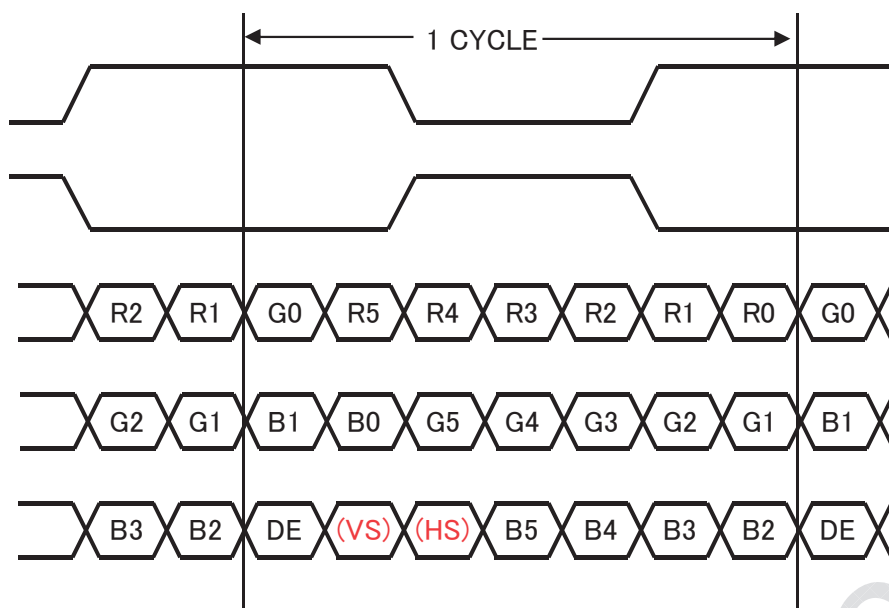 1 CYCLE
R2 R1 G0 R5 R4 R3 R2 R1 R0 G0
G2 G1 B1 B0 G5 G4 G3 G2 G1 B1
B3 B2 DE (VS) (HS) B5 B4 B3 B2 DE